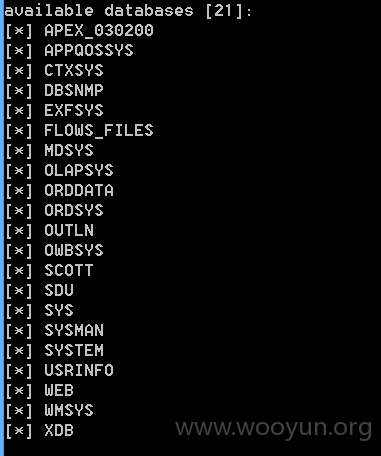 available databases [21]:
[*] APEX_030200
[*] APPQOSSYS
[*] CTXSYS
[*] DBSNMP
[*] EXFSYS
[*] FLOWS_FILES
[*] MDSYS
[*] OLAPSYS
[*] ORDDATA
[*] ORDSYS
[*] OUTLN
[*] OWBSYS
[*] SCOTT
[*] SDU
[*] SYS
[*] SYSMAN
[*] SYSTEM
[*] USRINFO
[*] WEB
[*] WMSYS
[*] XDB
www.wooyun.org